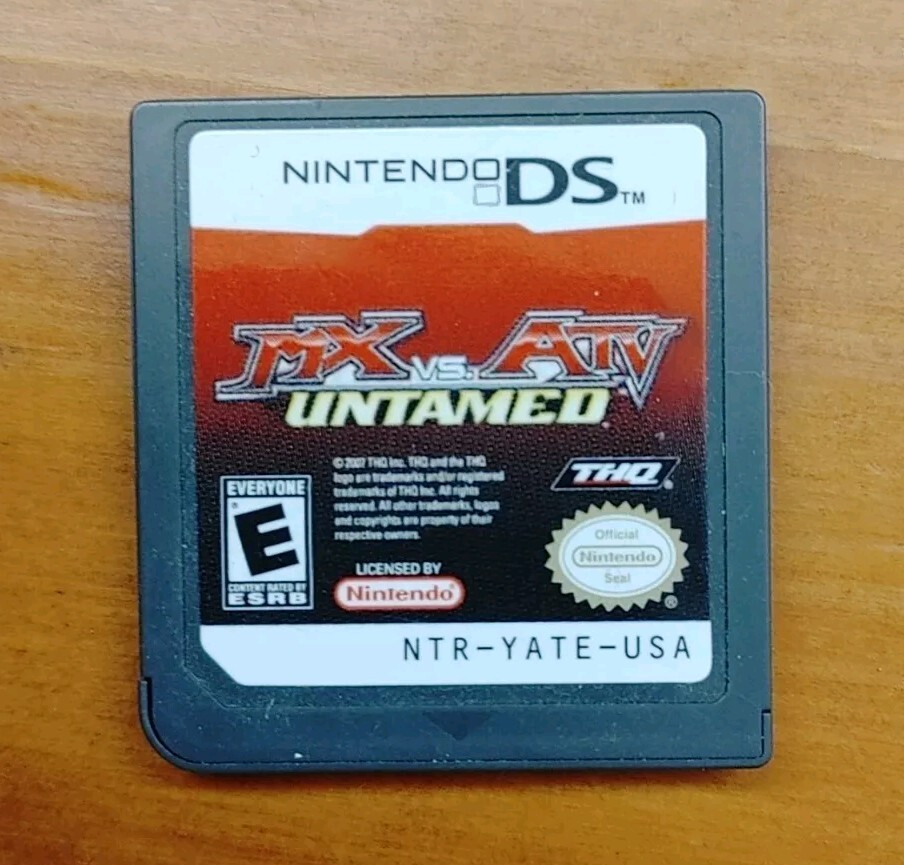 NINTENDO DS™
MX VS. ATV
UNTAMED
© 2007 THQ Inc. THQ and the THQ
logo are trademarks and/or registered
trademarks of THQ Inc. All rights
reserved. All other trademarks, logos
and copyrights are property of their
respective owners.
THQ®
EVERYONE
E
CONTENT RATED BY
ESRB
LICENSED BY
Nintendo®
Official
Nintendo
Seal
®
NTR-YATE-USA